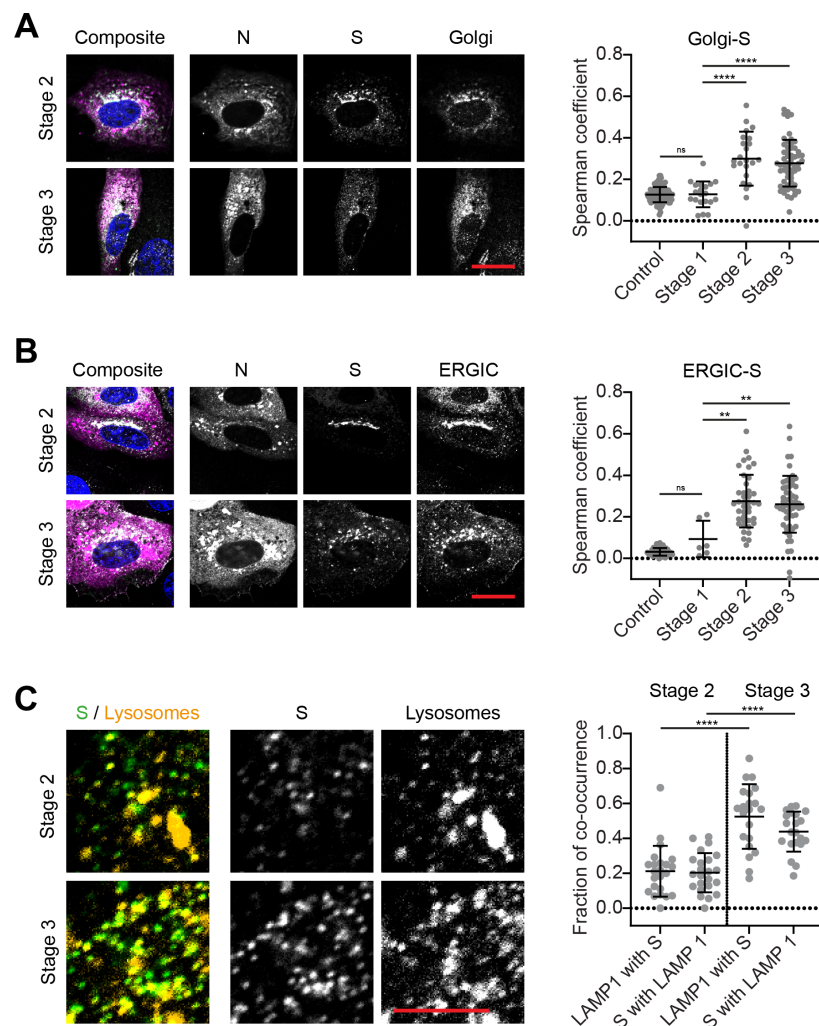 A
Composite
N
S
Golgi
Stage 2
Stage 3
Golgi-S
Spearman coefficient
0.8
0.6
0.4
0.2
0.0
****
****
ns
Control
Stage 1
Stage 2
Stage 3
B
Composite
N
S
ERGIC
Stage 2
Stage 3
ERGIC-S
Spearman coefficient
0.8
0.6
0.4
0.2
0.0
**
**
ns
Control
Stage 1
Stage 2
Stage 3
C
S / Lysosomes
S
Lysosomes
Stage 2
Stage 3
Stage 2
Stage 3
Fraction of co-occurrence
1.0
0.8
0.6
0.4
0.2
0.0
****
****
LAMP1 with S
S with LAMP 1
LAMP1 with S
S with LAMP 1